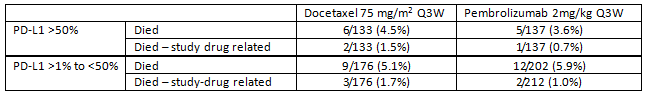 Docetaxel 75 mg/m² Q3W Pembrolizumab 2mg/kg Q3W
PD-L1 >50% Died 6/133 (4.5%) 5/137 (3.6%)
Died – study drug related 2/133 (1.5%) 1/137 (0.7%)
PD-L1 >1% to <50% Died 9/176 (5.1%) 12/202 (5.9%)
Died – study-drug related 3/176 (1.7%) 2/212 (1.0%)